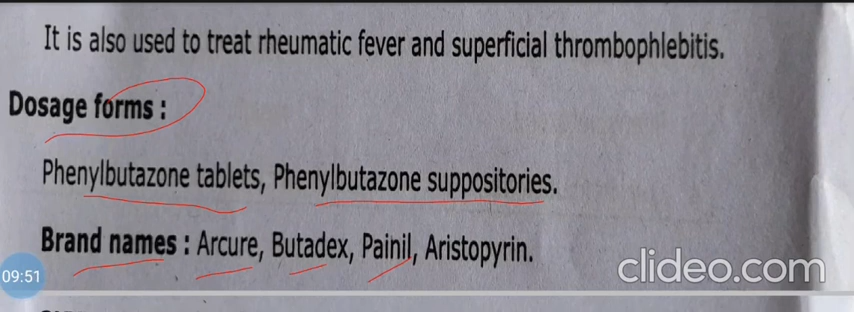 It is also used to treat rheumatic fever and superficial thrombophlebitis.
Dosage forms :
Phenylbutazone tablets, Phenylbutazone suppositories.
Brand names : Arcure, Butadex, Painil, Aristopyrin.
clideo.com
09:51